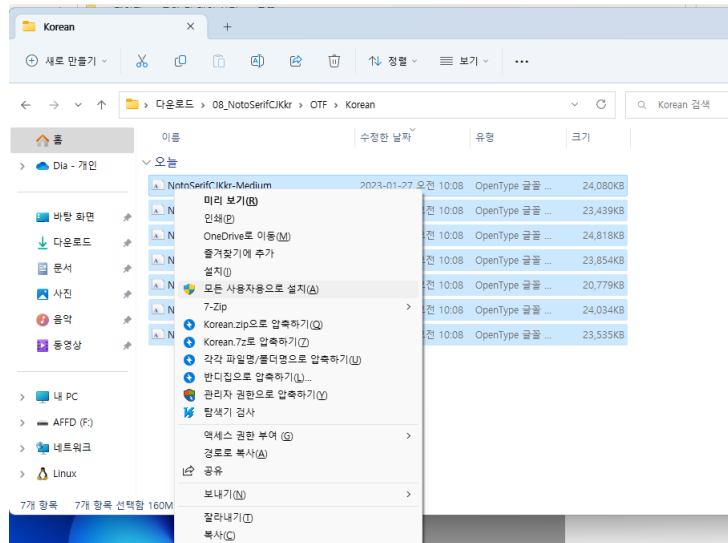 Korean
새로 만들기
정렬
보기
다운로드 > 08_NotoSerifCJKkr > OTF > Korean
Korean 검색
이름 수정한 날짜 유형 크기
홈
Dia - 개인
바탕 화면
다운로드
문서
사진
음악
동영상
내 PC
AFFD (F:)
네트워크
Linux
오늘
NotoSerifCJKkr-Medium 2023-01-27 오전 10:08 OpenType 글꼴 ... 24,080KB
N 오전 10:08 OpenType 글꼴 ... 23,439KB
N 오전 10:08 OpenType 글꼴 ... 24,818KB
N 오전 10:08 OpenType 글꼴 ... 23,854KB
N 오전 10:08 OpenType 글꼴 ... 20,779KB
N 오전 10:08 OpenType 글꼴 ... 24,034KB
N 오전 10:08 OpenType 글꼴 ... 23,535KB
미리 보기(R)
인쇄(P)
OneDrive로 이동(M)
즐겨찾기에 추가
설치(I)
모든 사용자용으로 설치(A)
7-Zip
Korean.zip으로 압축하기(Q)
Korean.7z로 압축하기(Z)
각각 파일명/폴더명으로 압축하기(U)
반디집으로 압축하기(L)...
관리자 권한으로 압축하기(Y)
탐색기 검사
액세스 권한 부여 (G)
경로로 복사(A)
공유
보내기(N)
잘라내기(T)
복사(C)
7개 항목 7개 항목 선택함 160M